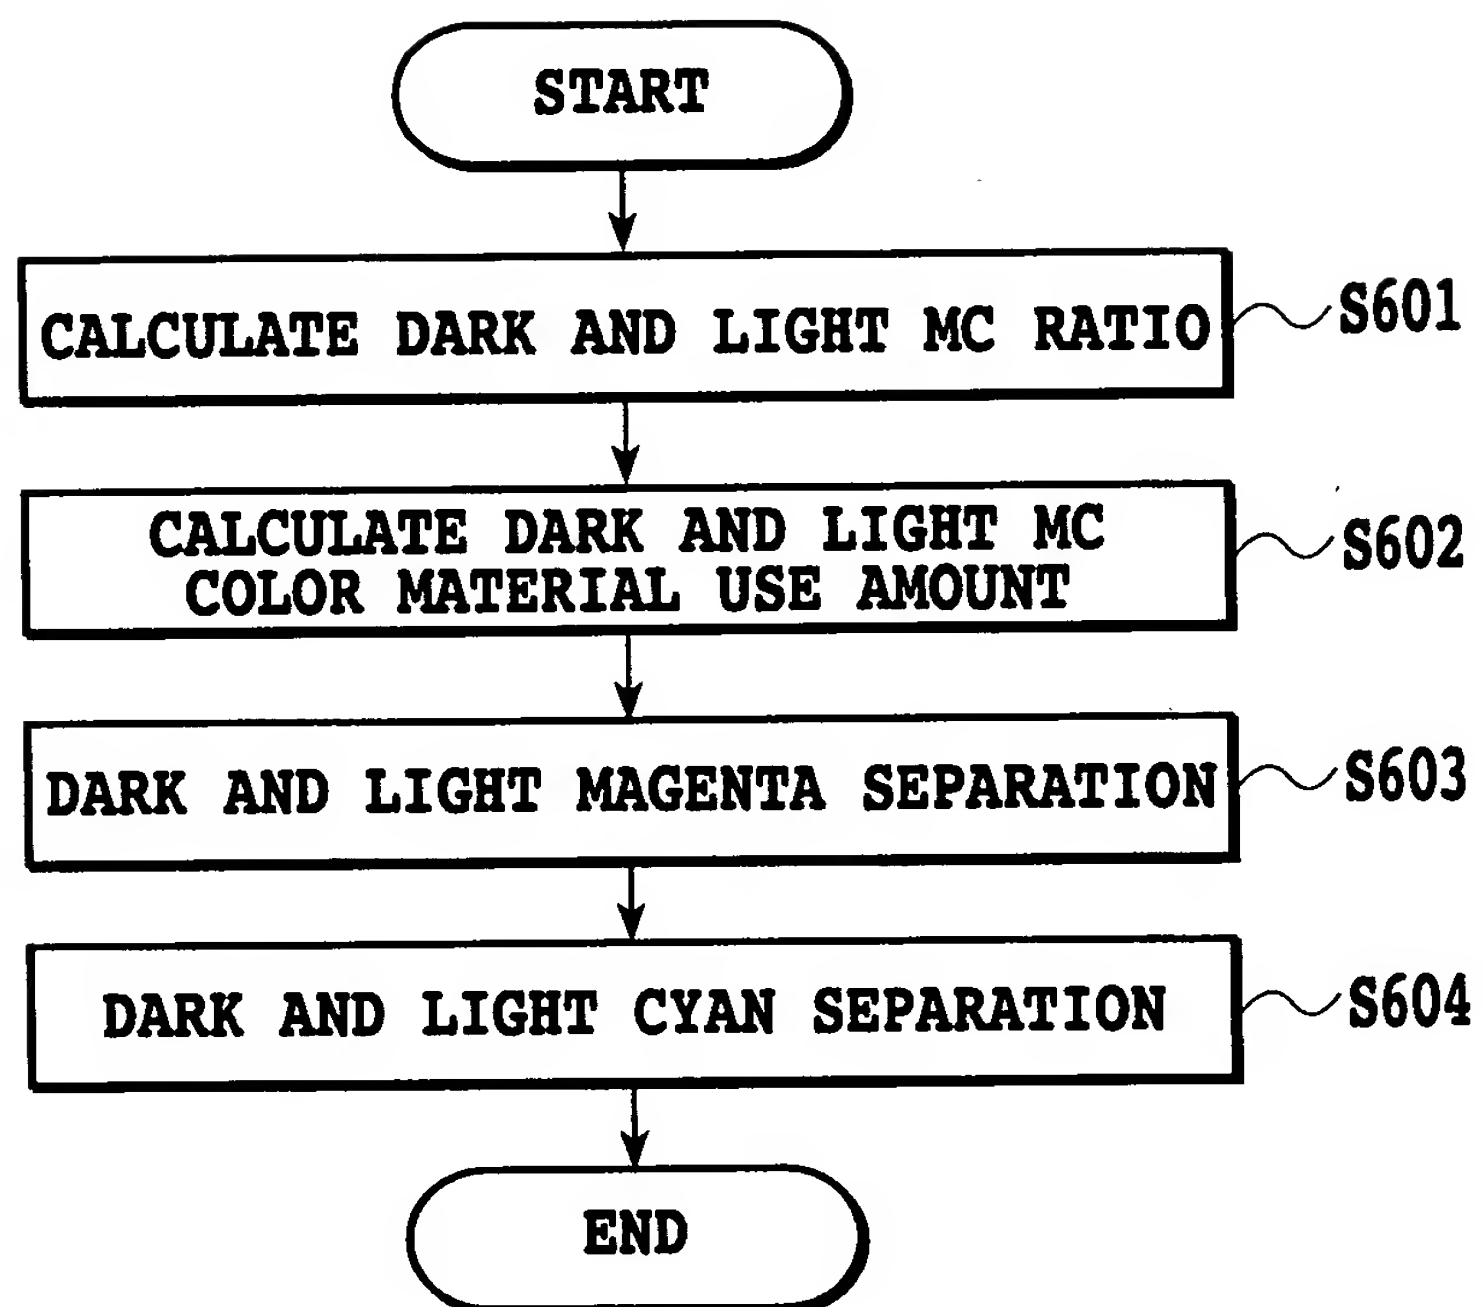 START
CALCULATE DARK AND LIGHT MC RATIO
S601
CALCULATE DARK AND LIGHT MC
COLOR MATERIAL USE AMOUNT
S602
DARK AND LIGHT MAGENTA SEPARATION
S603
DARK AND LIGHT CYAN SEPARATION
S604
END